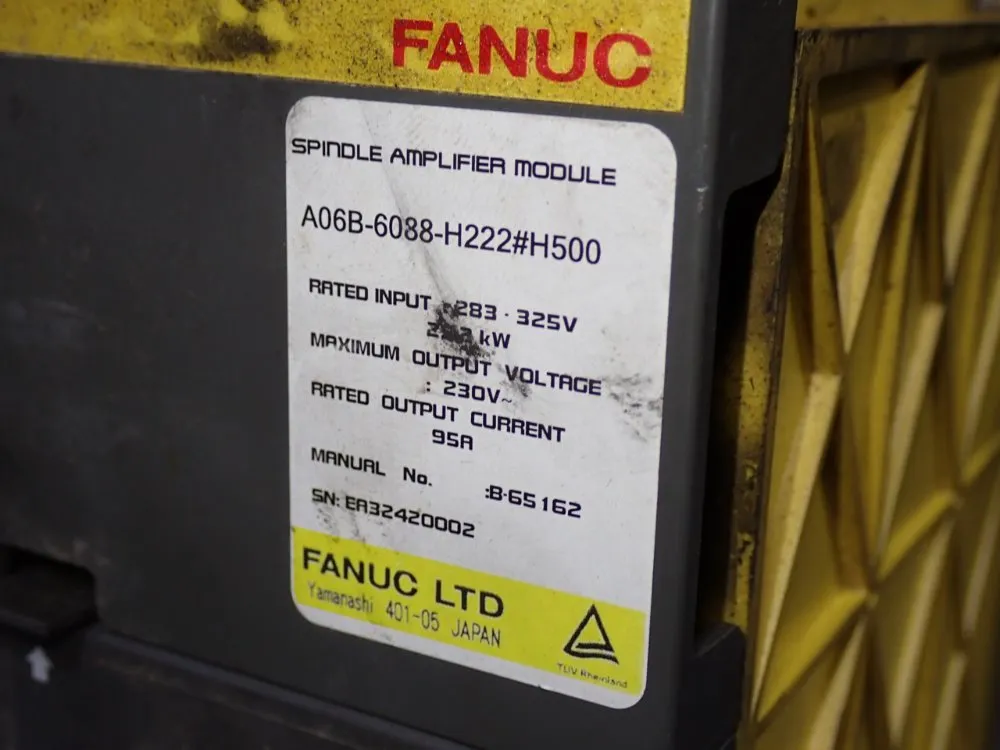 FANUC
SPINDLE AMPLIFIER MODULE
A06B-6088-H222#H500
RATED INPUT 283-325V
kW
MAXIMUM OUTPUT VOLTAGE
: 230V~
RATED OUTPUT CURRENT
95A
MANUAL No. :B-65162
SN: EA32420002
FANUC LTD
Yamanashi 401-05 JAPAN
TUV Rheinland